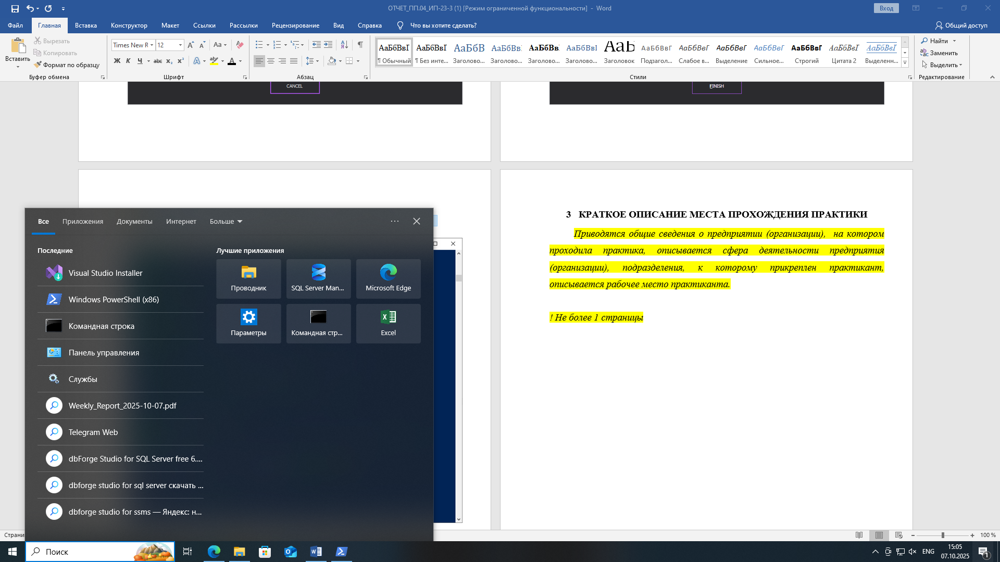 ОТЧЕТ_ПП.04_ИП-23-3 (1) [Режим ограниченной функциональности] - Word
Вход
Файл
Главная
Вставка
Конструктор
Макет
Ссылки
Рассылки
Рецензирование
Вид
Справка
Что вы хотите сделать?
Общий доступ
Вставить
Вырезать
Копировать
Формат по образцу
Буфер обмена
Times New R
12
Aa
Ж К Ч abc x₂ x²
Шрифт
Абзац
АаБбВвІ
¶ Обычный
АаБбВвГ
¶ Без инте...
АаБбВ
Заголово...
АаБбВв
Заголово...
АаБбВв
Заголово...
АаБбВвІ
Заголово...
АаБ
Заголовок
АаБбВвГ
Подзагол...
АаБбВвГ
Слабое в...
АаБбВвГ
Выделение
АаБбВвГ
Сильное...
АаБбВвГ
Строгий
АаБбВвГ
Цитата 2
АаБбВвІ
Выделенн...
Стили
Найти
Заменить
Выделить
Редактирование
CANCEL
FINISH
3 КРАТКОЕ ОПИСАНИЕ МЕСТА ПРОХОЖДЕНИЯ ПРАКТИКИ
Приводятся общие сведения о предприятии (организации), на котором
проходила практика, описывается сфера деятельности предприятия
(организации), подразделения, к которому прикреплен практикант,
описывается рабочее место практиканта.
! Не более 1 страницы
Все
Приложения
Документы
Интернет
Больше
Последние
Visual Studio Installer
Windows PowerShell (x86)
Командная строка
Панель управления
Службы
Weekly_Report_2025-10-07.pdf
Telegram Web
dbForge Studio for SQL Server free 6....
dbforge studio for sql server скачать ...
dbforge studio for ssms — Яндекс: н...
Лучшие приложения
Проводник
SQL Server Man...
Microsoft Edge
Параметры
Командная стр...
Excel
Страни
100 %
Поиск
ENG
15:05
07.10.2025
1